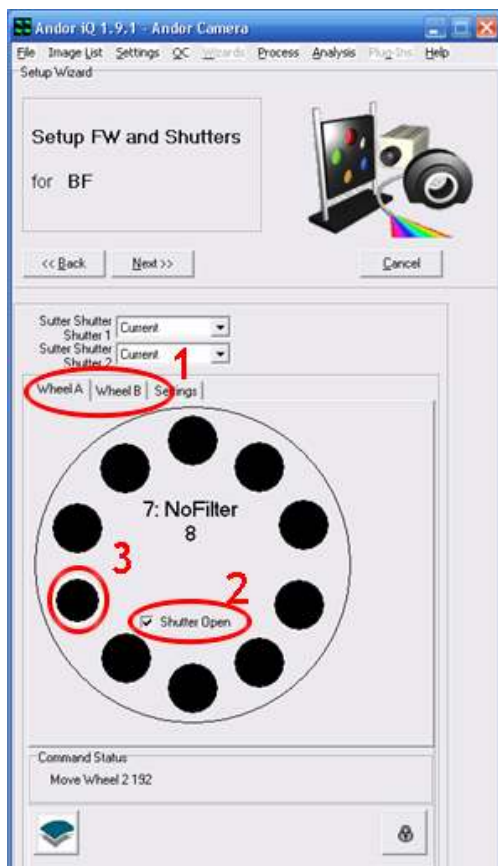 Andor iQ 1.9.1 - Andor Camera
File Image List Settings QC Wizards Process Analysis Plug-Ins Help
Setup Wizard
Setup FW and Shutters
for BF
<< Back Next >> Cancel
Sutter Shutter
Shutter 1 Current
Sutter Shutter
Shutter 2 Current
1
Wheel A Wheel B Settings
7: NoFilter
8
3
2
Shutter Open
Command Status
Move Wheel 2 192